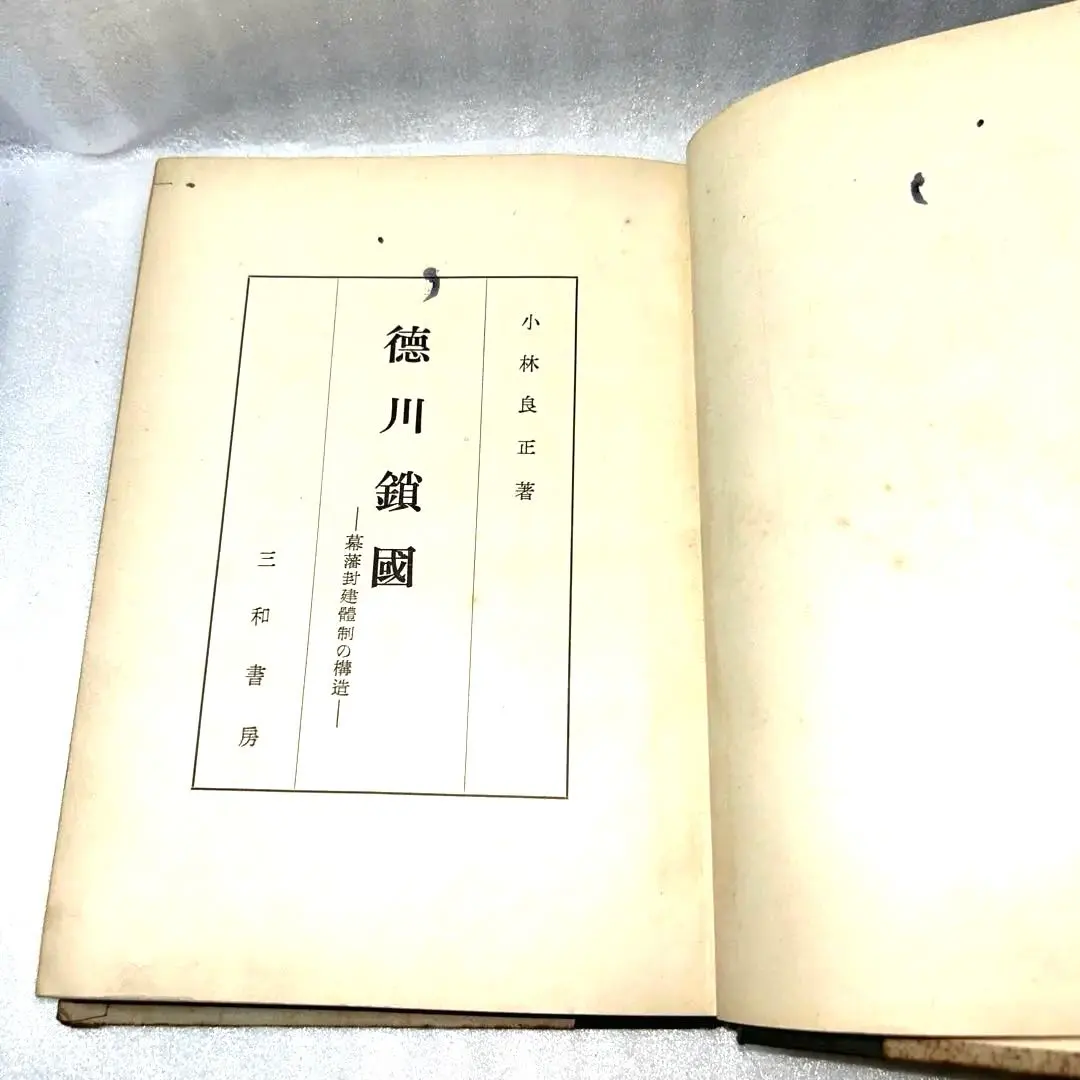 小林良正著
德川鎖國
―幕藩封建體制の構造―
三和書房